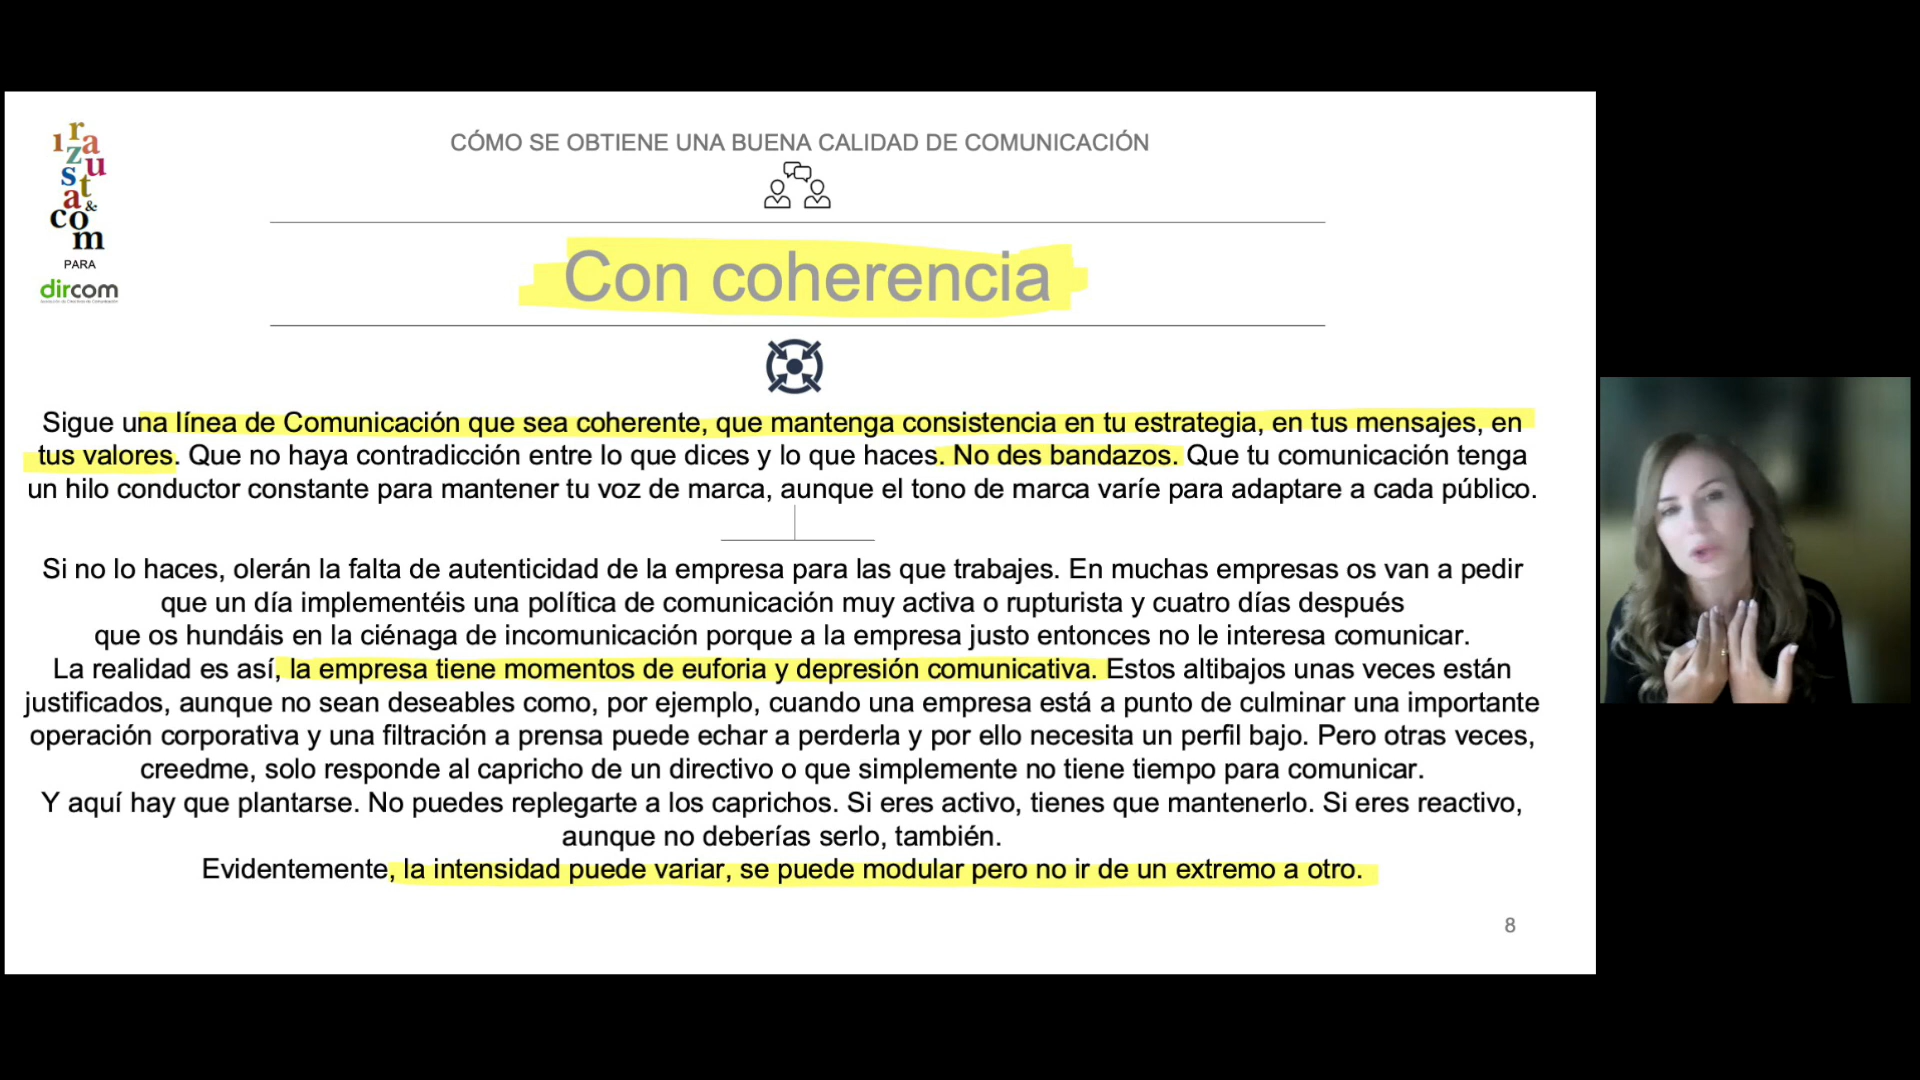 irazusta&com
PARA
dircom
CÓMO SE OBTIENE UNA BUENA CALIDAD DE COMUNICACIÓN
Con coherencia
Sigue una línea de Comunicación que sea coherente, que mantenga consistencia en tu estrategia, en tus mensajes, en
tus valores. Que no haya contradicción entre lo que dices y lo que haces. No des bandazos. Que tu comunicación tenga
un hilo conductor constante para mantener tu voz de marca, aunque el tono de marca varíe para adaptare a cada público.
Si no lo haces, olerán la falta de autenticidad de la empresa para las que trabajes. En muchas empresas os van a pedir
que un día implementéis una política de comunicación muy activa o rupturista y cuatro días después
que os hundáis en la ciénaga de incomunicación porque a la empresa justo entonces no le interesa comunicar.
La realidad es así, la empresa tiene momentos de euforia y depresión comunicativa. Estos altibajos unas veces están
justificados, aunque no sean deseables como, por ejemplo, cuando una empresa está a punto de culminar una importante
operación corporativa y una filtración a prensa puede echar a perderla y por ello necesita un perfil bajo. Pero otras veces,
creedme, solo responde al capricho de un directivo o que simplemente no tiene tiempo para comunicar.
Y aquí hay que plantarse. No puedes replegarte a los caprichos. Si eres activo, tienes que mantenerlo. Si eres reactivo,
aunque no deberías serlo, también.
Evidentemente, la intensidad puede variar, se puede modular pero no ir de un extremo a otro.
8